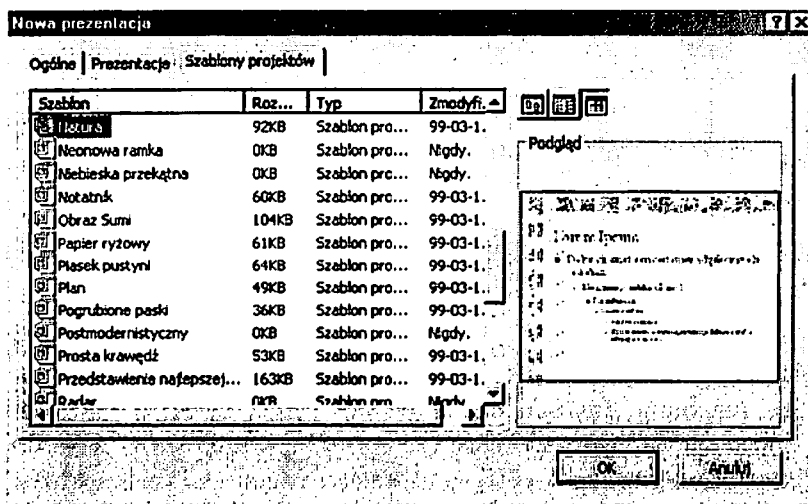 Nowa prezentacja
Ogólne Prezentacje Szablony projektów
Szablon Roz... Typ Zmodyfi.
Natura 92KB Szablon pro... 99-03-1.
Neonowa ramka 0KB Szablon pro... Nigdy.
Niebieska przekątna 0KB Szablon pro... Nigdy.
Notatnik 60KB Szablon pro... 99-03-1.
Obraz Sumi 104KB Szablon pro... 99-03-1.
Papier ryżowy 61KB Szablon pro... 99-03-1.
Piasek pustyni 64KB Szablon pro... 99-03-1.
Plan 49KB Szablon pro... 99-03-1.
Pogrubione paski 36KB Szablon pro... 99-03-1.
Postmodernistyczny 0KB Szablon pro... Nigdy.
Prosta krawędź 53KB Szablon pro... 99-03-1.
Przedstawienie najlepszej... 163KB Szablon pro... 99-03-1.
Radar 0KB Szablon pro... Nigdy.
Podgląd
Lorem Ipsum
OK Anuluj